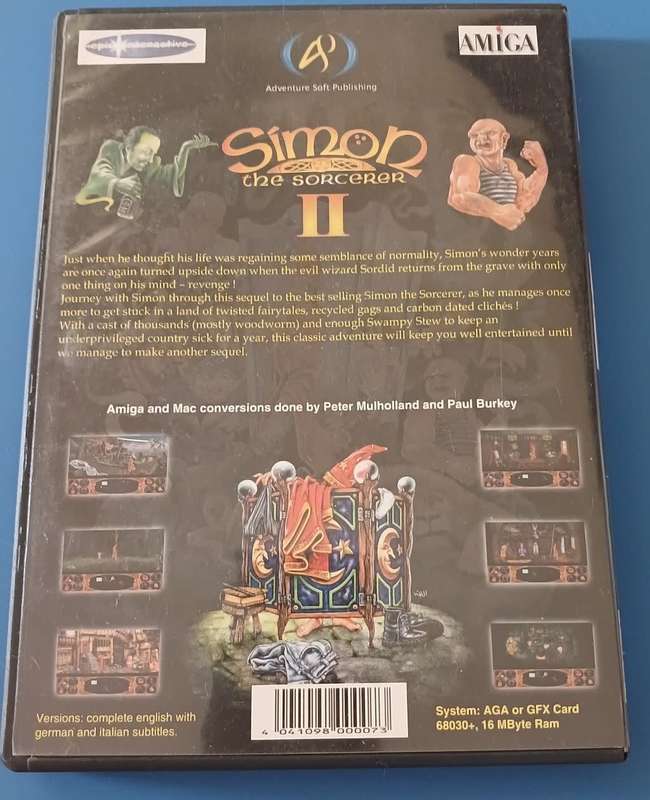 epic interactive
AMIGA
Adventure Soft Publishing
Simon
the SORCERER
II
Just when he thought his life was regaining some semblance of normality, Simon's wonder years
are once again turned upside down when the evil wizard Sordid returns from the grave with only
one thing on his mind – revenge !
Journey with Simon through this sequel to the best selling Simon the Sorcerer, as he manages once
more to get stuck in a land of twisted fairytales, recycled gags and carbon dated clichés !
With a cast of thousands (mostly woodworm) and enough Swampy Stew to keep an
underprivileged country sick for a year, this classic adventure will keep you well entertained until
we manage to make another sequel.
Amiga and Mac conversions done by Peter Mulholland and Paul Burkey
Versions: complete english with
german and italian subtitles.
4 041098 000073
System: AGA or GFX Card
68030+, 16 MByte Ram